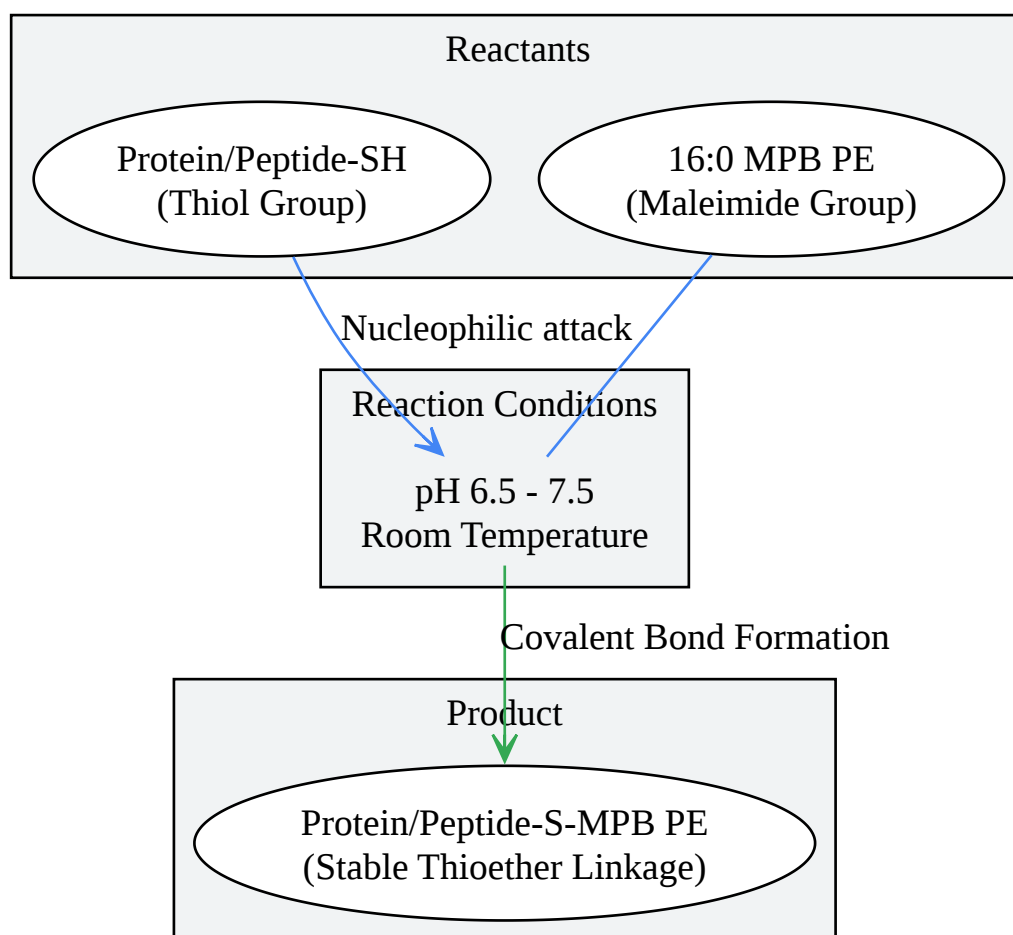 Reactants
Protein/Peptide-SH
(Thiol Group)
16:0 MPB PE
(Maleimide Group)
Nucleophilic attack
Reaction Conditions
pH 6.5 - 7.5
Room Temperature
Covalent Bond Formation
Product
Protein/Peptide-S-MPB PE
(Stable Thioether Linkage)